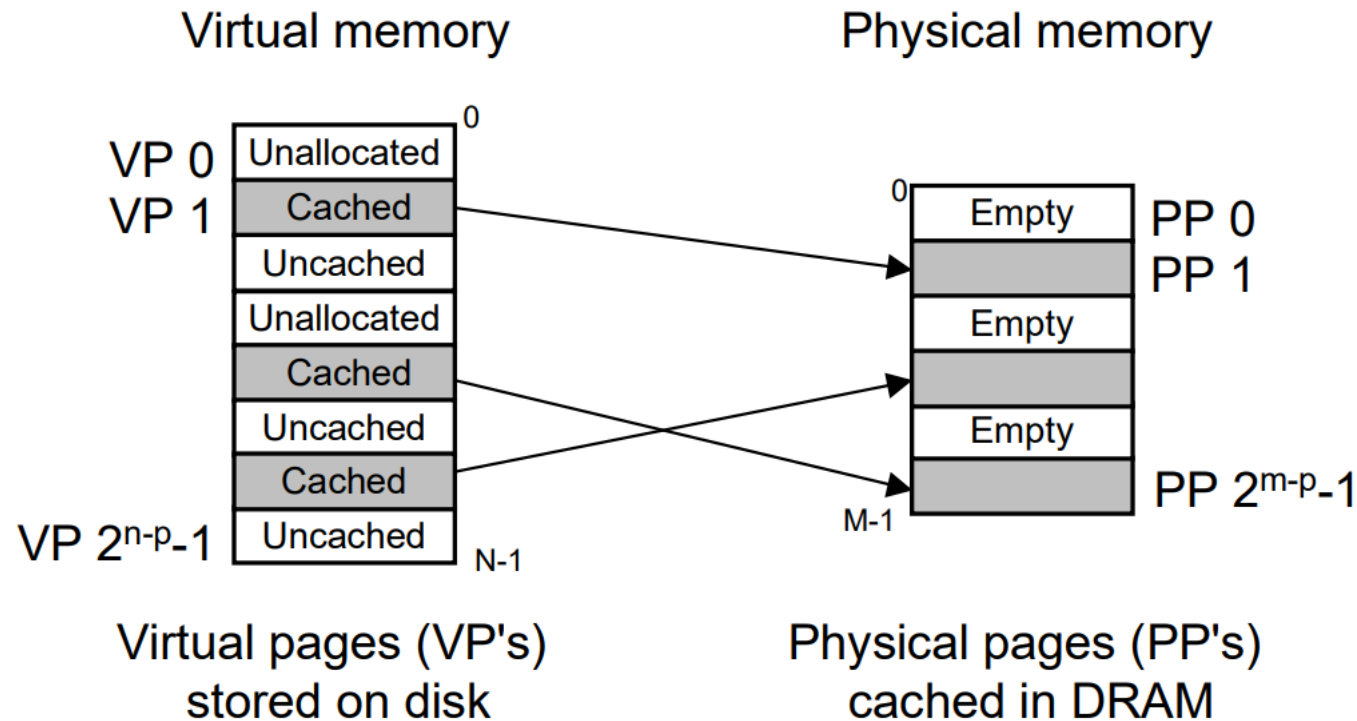 Virtual memory
Physical memory
0
VP 0
Unallocated
VP 1
Cached
Uncached
Unallocated
Cached
Uncached
Cached
VP 2ⁿ⁻ᵖ-1
Uncached
N-1
0
Empty
PP 0
PP 1
Empty
Empty
PP 2ᵐ⁻ᵖ-1
M-1
Virtual pages (VP's)
stored on disk
Physical pages (PP's)
cached in DRAM